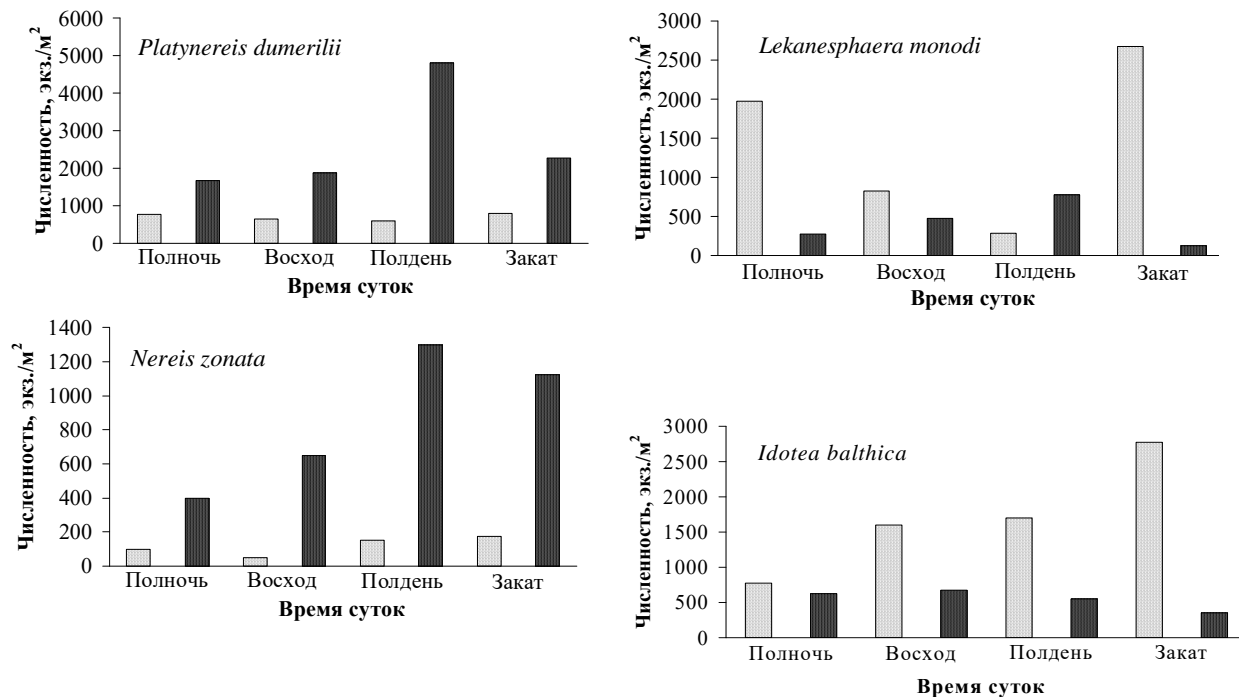 Численность, экз./м²
6000
5000
4000
3000
2000
1000
0
Platynereis dumerilii
Полночь Восход Полдень Закат
Время суток
Численность, экз./м²
3000
2500
2000
1500
1000
500
0
Lekanesphaera monodi
Полночь Восход Полдень Закат
Время суток
Численность, экз./м²
1400
1200
1000
800
600
400
200
0
Nereis zonata
Полночь Восход Полдень Закат
Время суток
Численность, экз./м²
3000
2500
2000
1500
1000
500
0
Idotea balthica
Полночь Восход Полдень Закат
Время суток